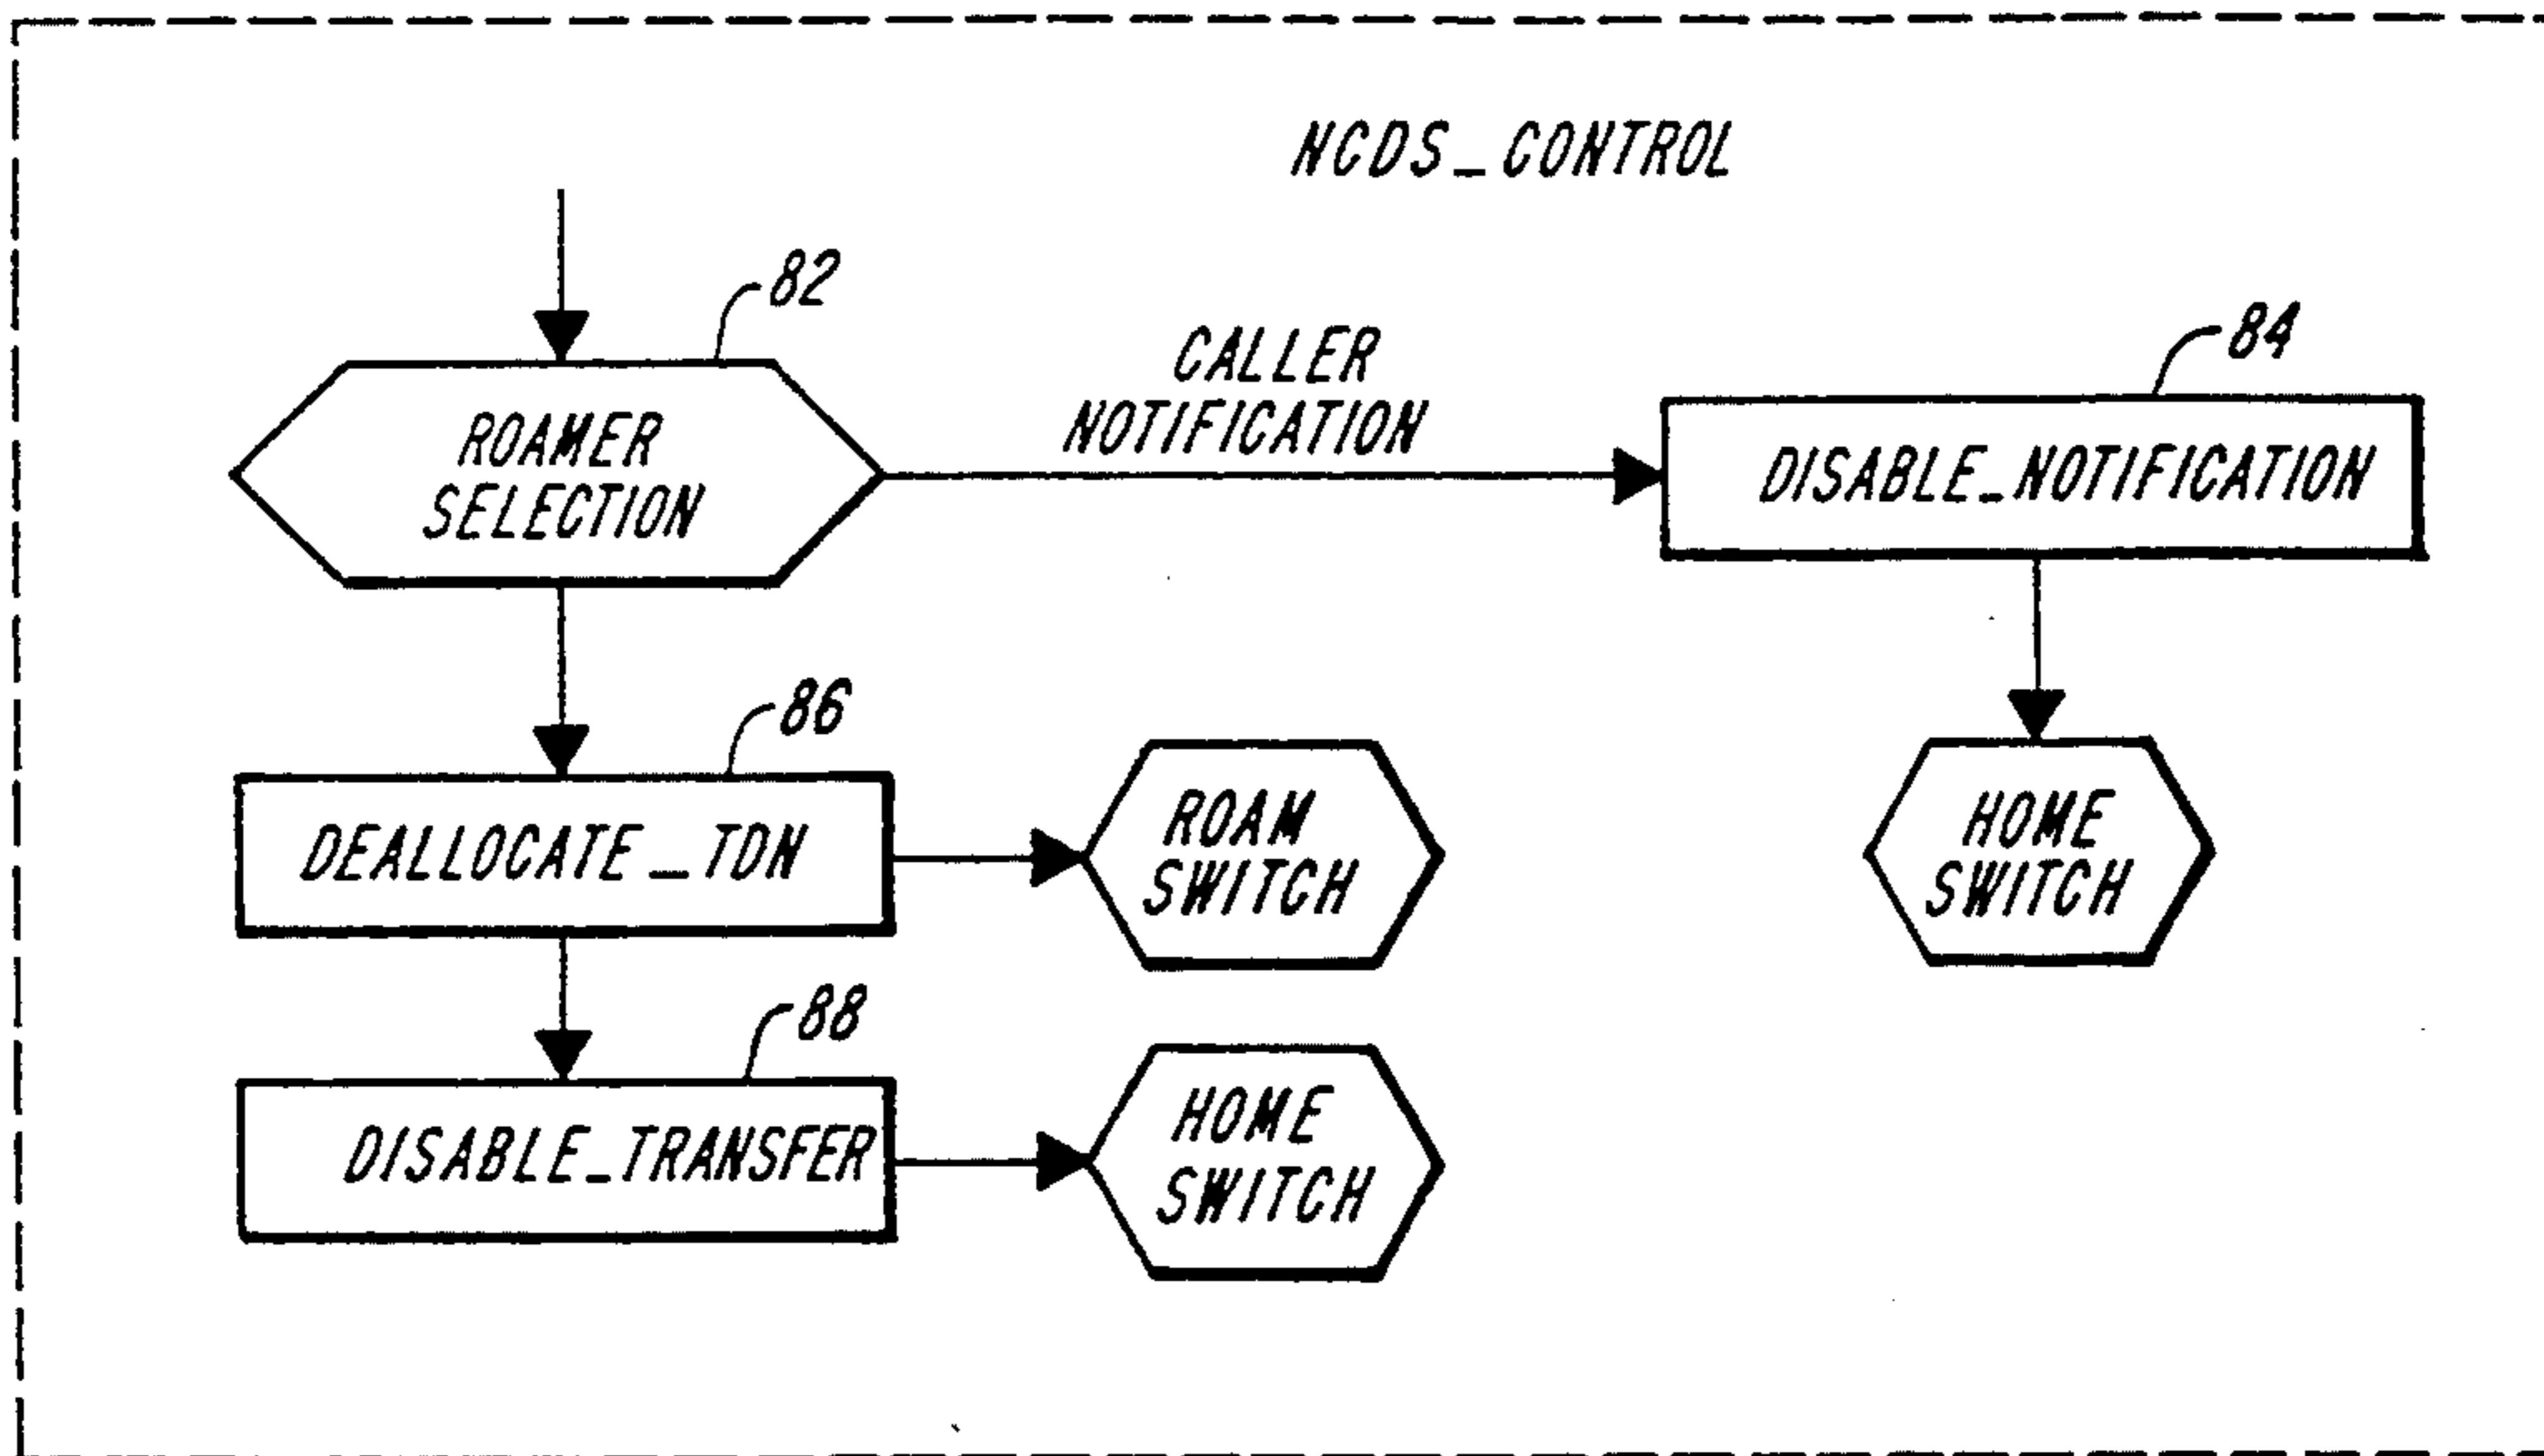 NCDS_CONTROL
82
ROAMER
SELECTION
CALLER
NOTIFICATION
84
DISABLE_NOTIFICATION
86
DEALLOCATE_TDN
ROAM
SWITCH
HOME
SWITCH
88
DISABLE_TRANSFER
HOME
SWITCH